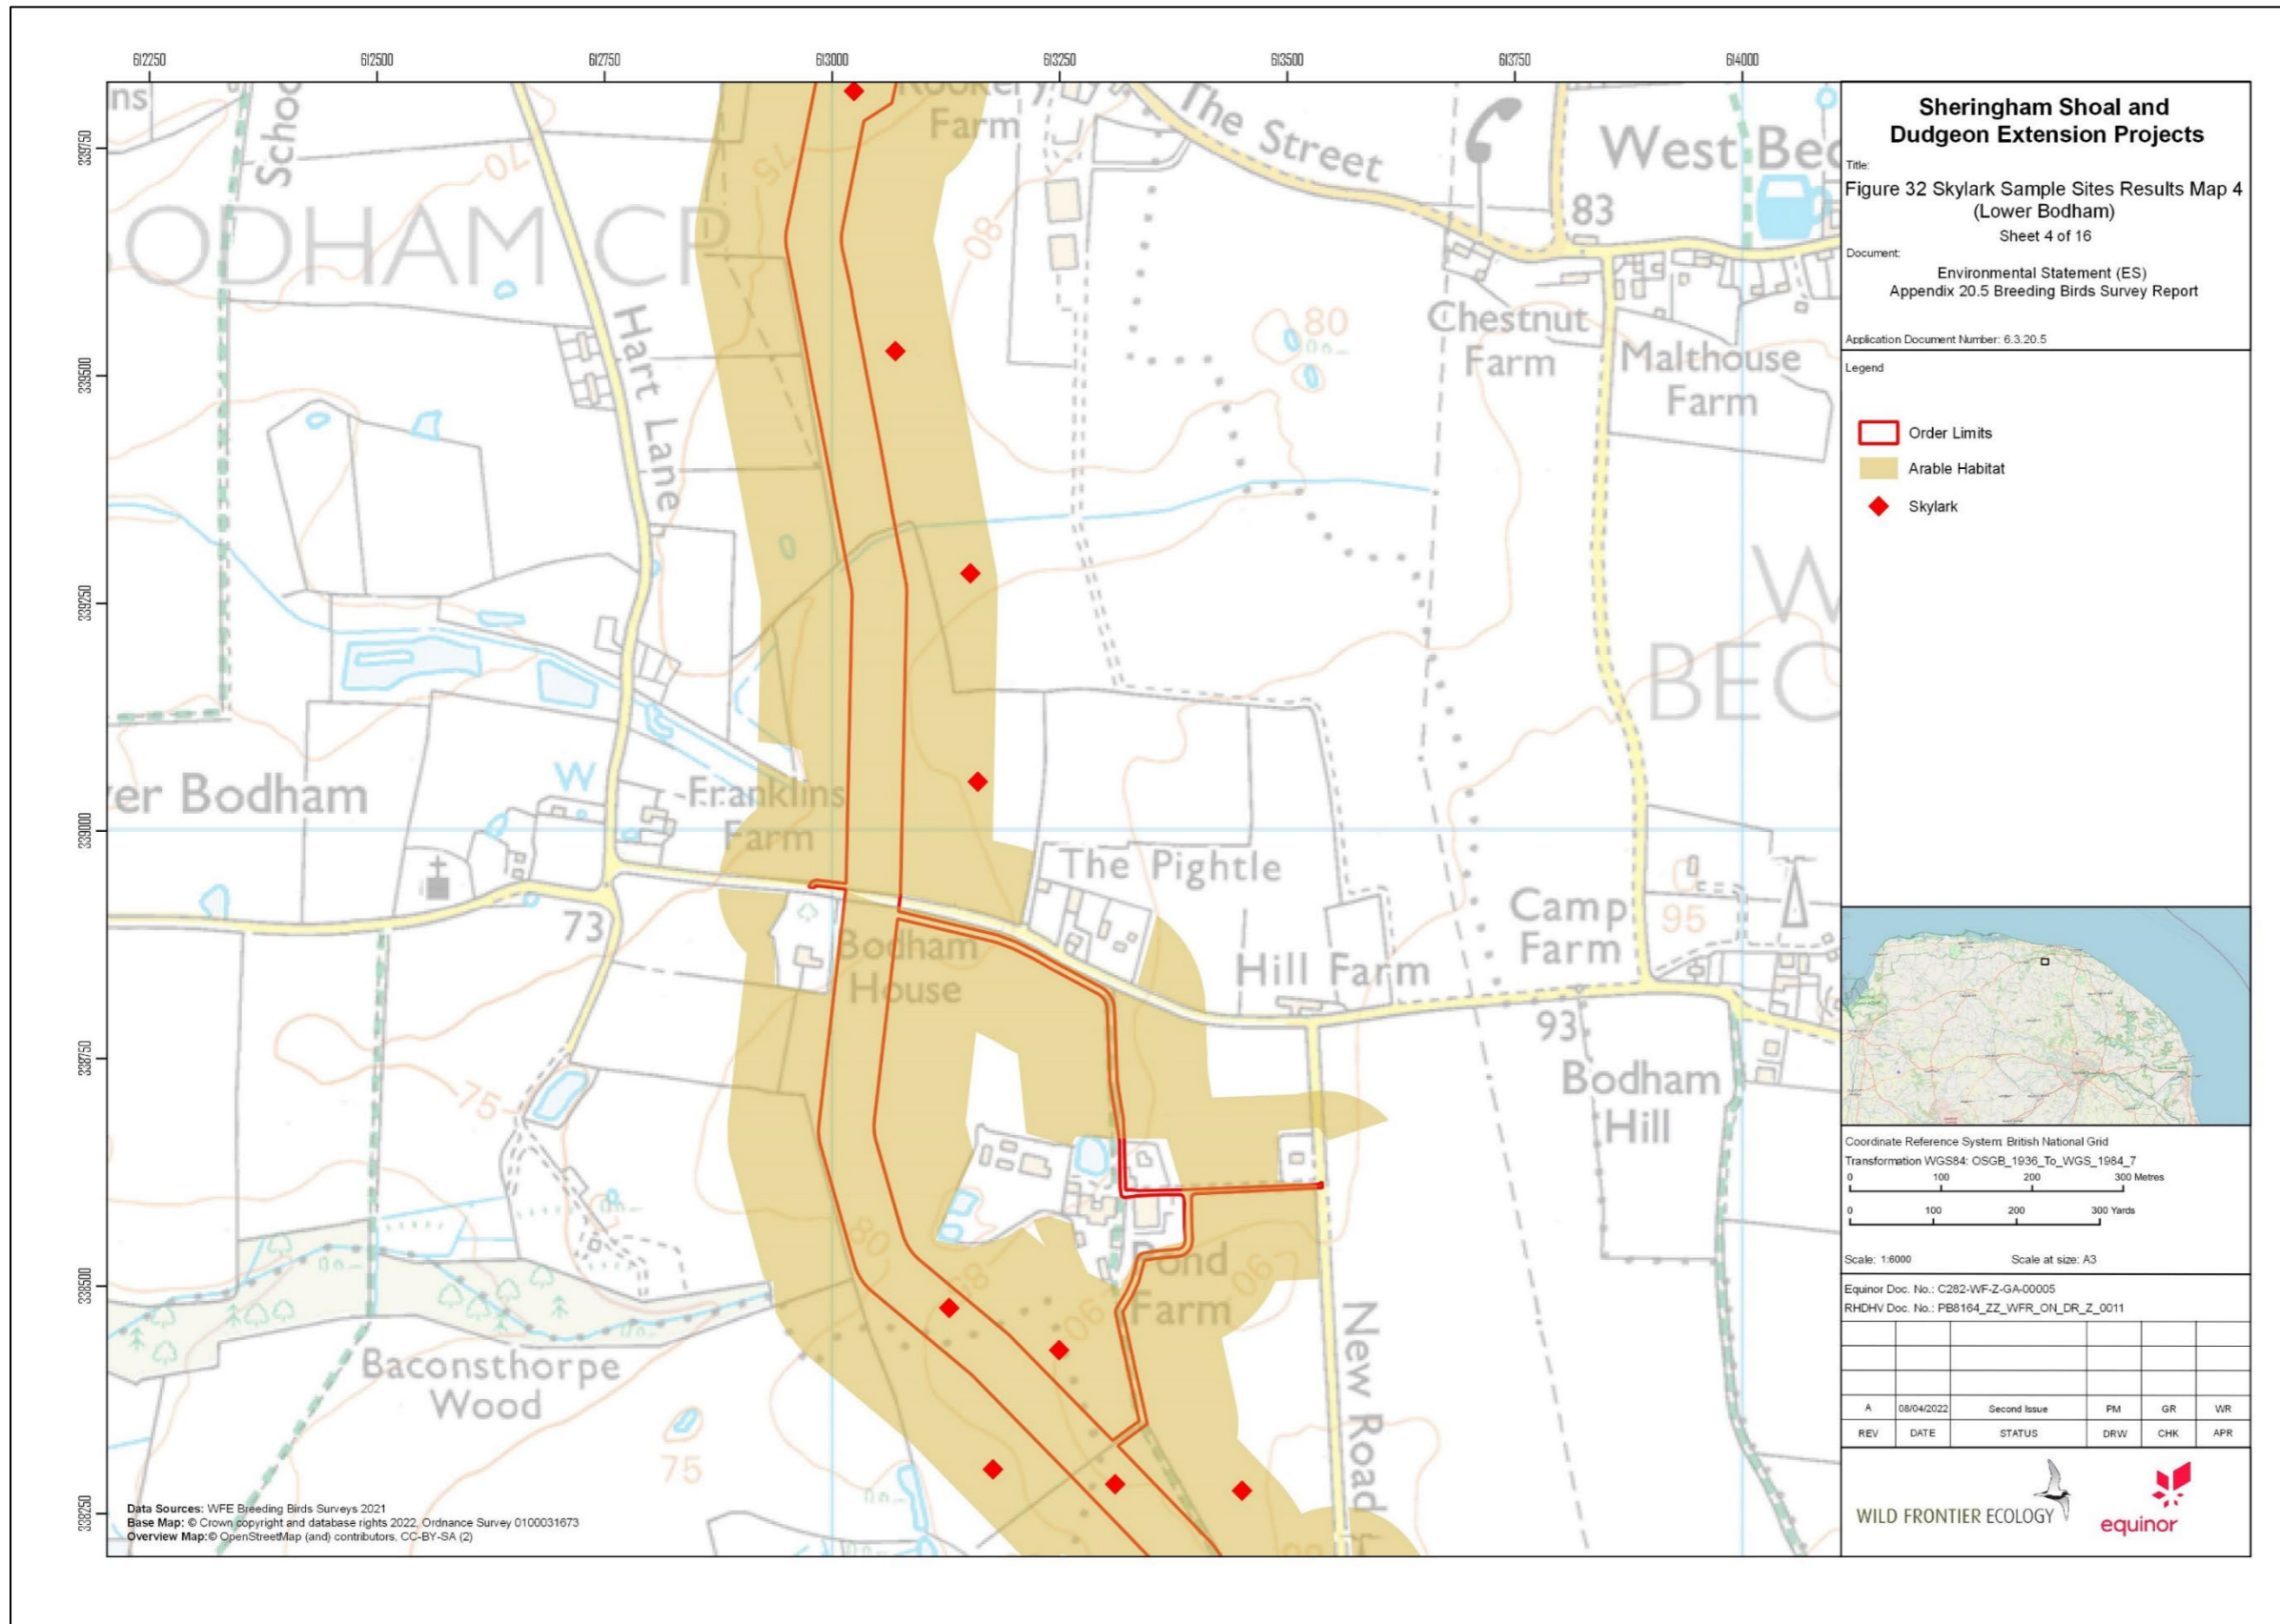 612250 612500 612750 613000 613250 613500 613750 614000
339750
339500
339250
339000
338750
338500
338250
ns
Schoo
70
75
Rookery
Farm
The Street
West Bec
83
ODHAM CP
80
Hart Lane
80
Chestnut
Farm
Malthouse
Farm
W
BEC
er Bodham
W
Franklins
Farm
The Pightle
73
Bodham
House
Hill Farm
Camp
Farm
95
93
Bodham
Hill
75
80
85
90
90
Pond
Farm
New Road
Baconsthorpe
Wood
75
Data Sources: WFE Breeding Birds Surveys 2021
Base Map: © Crown copyright and database rights 2022, Ordnance Survey 0100031673
Overview Map:© OpenStreetMap (and) contributors, CC-BY-SA (2)
Sheringham Shoal and
Dudgeon Extension Projects
Title:
Figure 32 Skylark Sample Sites Results Map 4
(Lower Bodham)
Sheet 4 of 16
Document:
Environmental Statement (ES)
Appendix 20.5 Breeding Birds Survey Report
Application Document Number: 6.3.20.5
Legend
Order Limits
Arable Habitat
Skylark
Coordinate Reference System: British National Grid
Transformation WGS84: OSGB_1936_To_WGS_1984_7
0 100 200 300 Metres
0 100 200 300 Yards
Scale: 1:6000 Scale at size: A3
Equinor Doc. No.: C282-WF-Z-GA-00005
RHDHV Doc. No.: PB8164_ZZ_WFR_ON_DR_Z_0011
A 08/04/2022 Second Issue PM GR WR
REV DATE STATUS DRW CHK APR
WILD FRONTIER ECOLOGY
equinor